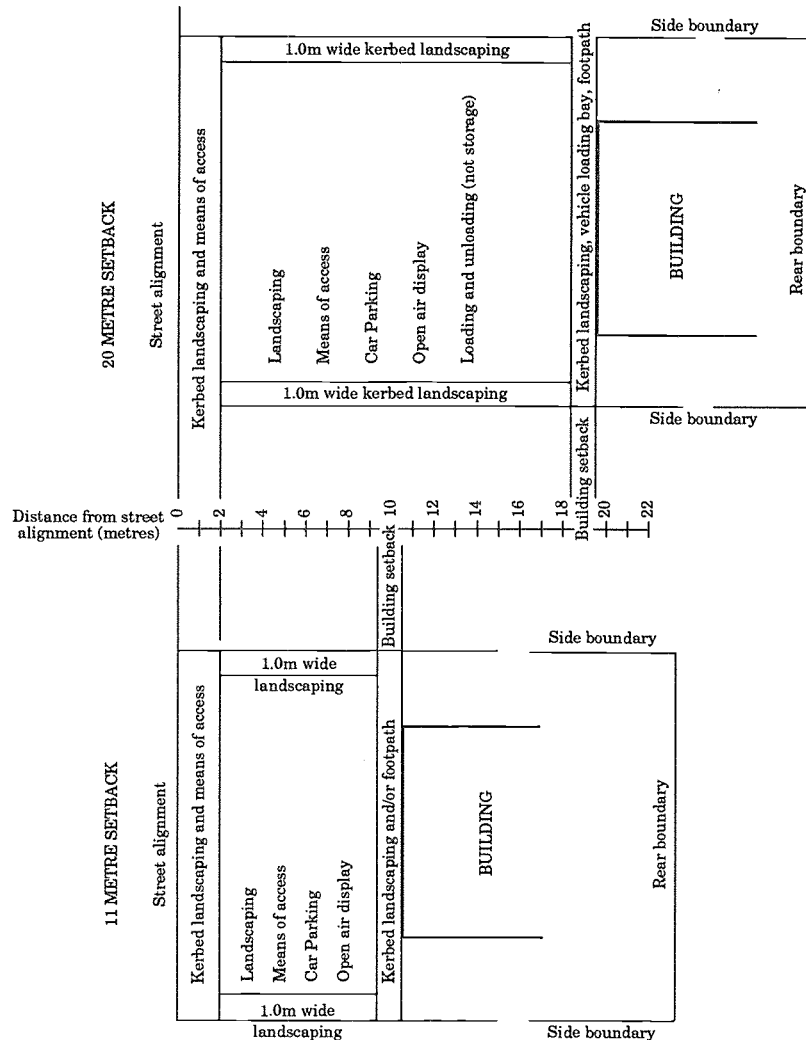 Side boundary
1.0m wide kerbed landscaping
20 METRE SETBACK
Street alignment
Kerbed landscaping and means of access
Landscaping
Means of access
Car Parking
Open air display
Loading and unloading (not storage)
Kerbed landscaping, vehicle loading bay, footpath
BUILDING
Rear boundary
1.0m wide kerbed landscaping
Side boundary
Building setback
Distance from street
alignment (metres)
0
2
4
6
8
10
12
14
16
18
20
22
Building setback
Side boundary
1.0m wide
landscaping
11 METRE SETBACK
Street alignment
Kerbed landscaping and means of access
Landscaping
Means of access
Car Parking
Open air display
Kerbed landscaping and/or footpath
BUILDING
Rear boundary
1.0m wide
landscaping
Side boundary